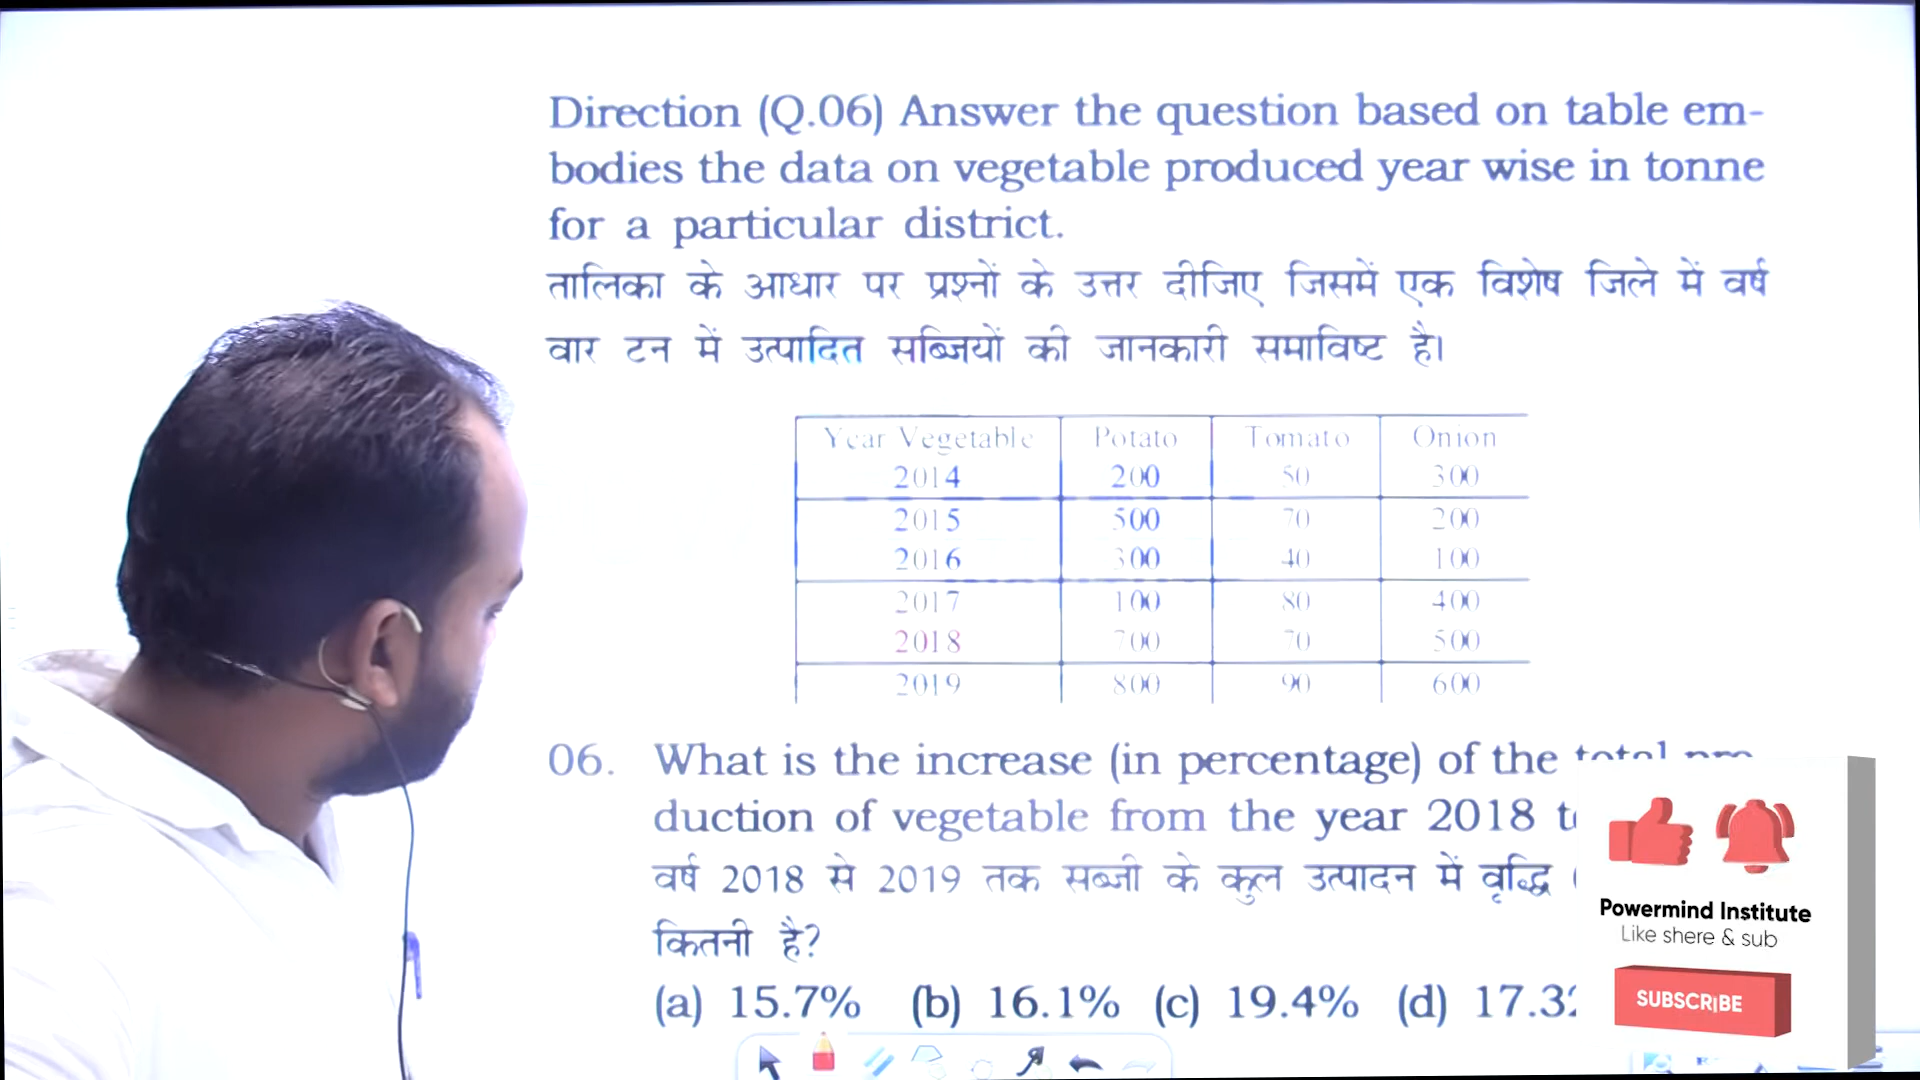 Direction (Q.06) Answer the question based on table em-
bodies the data on vegetable produced year wise in tonne
for a particular district.
तालिका के आधार पर प्रश्नों के उत्तर दीजिए जिसमें एक विशेष जिले में वर्ष
वार टन में उत्पादित सब्जियों की जानकारी समाविष्ट है।
Year Vegetable Potato Tomato Onion
2014 200 50 300
2015 500 70 200
2016 300 40 100
2017 100 80 400
2018 700 70 500
2019 800 90 600
06. What is the increase (in percentage) of the total pro-
duction of vegetable from the year 2018
वर्ष 2018 से 2019 तक सब्जी के कुल उत्पादन में वृद्धि
कितनी है?
(a) 15.7% (b) 16.1% (c) 19.4% (d) 17.3
Powermind Institute
Like shere & sub
SUBSCRIBE